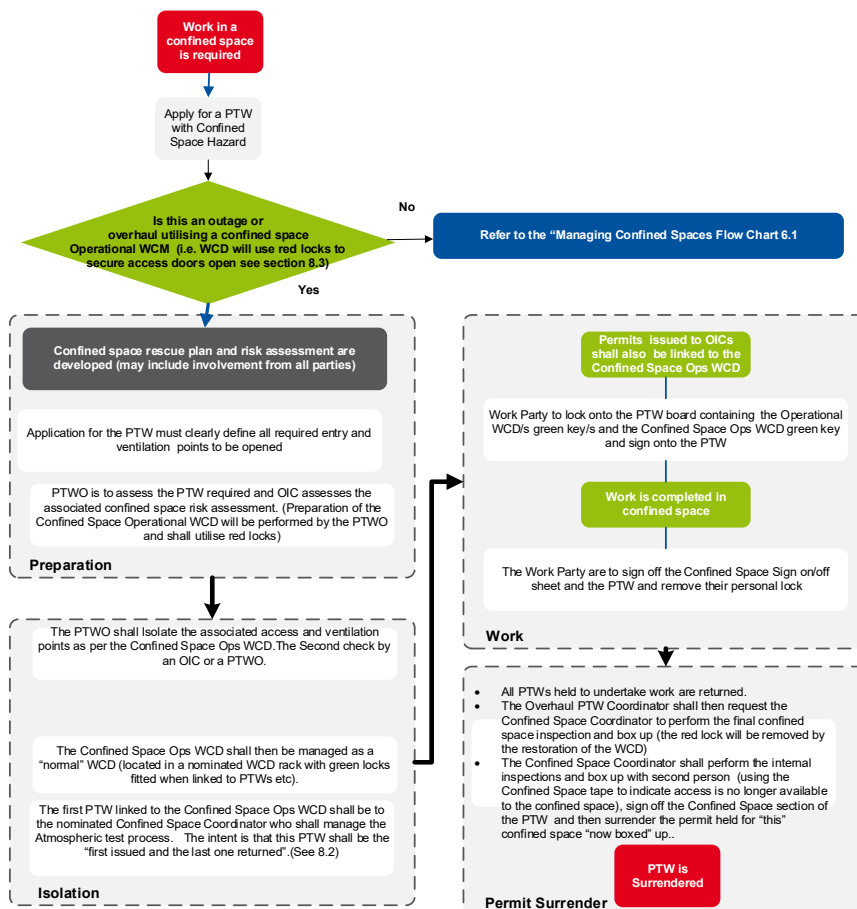 Work in a
confined space
is required
Apply for a PTW
with Confined
Space Hazard
Is this an outage or
overhaul utilising a confined space
Operational WCM (i.e. WCD will use red locks to
secure access doors open see section 8.3)
No
Refer to the “Managing Confined Spaces Flow Chart 6.1
Yes
Confined space rescue plan and risk assessment are
developed (may include involvement from all parties)
Application for the PTW must clearly define all required entry and
ventilation points to be opened
PTWO is to assess the PTW required and OIC assesses the
associated confined space risk assessment. (Preparation of the
Confined Space Operational WCD will be performed by the PTWO
and shall utilise red locks)
Preparation
The PTWO shall Isolate the associated access and ventilation
points as per the Confined Space Ops WCD.The Second check by
an OIC or a PTWO.
The Confined Space Ops WCD shall then be managed as a
“normal” WCD (located in a nominated WCD rack with green locks
fitted when linked to PTWs etc).
The first PTW linked to the Confined Space Ops WCD shall be to
the nominated Confined Space Coordinator who shall manage the
Atmospheric test process. The intent is that this PTW shall be the
“first issued and the last one returned”.(See 8.2)
Isolation
Permits issued to OICs
shall also be linked to the
Confined Space Ops WCD
Work Party to lock onto the PTW board containing the Operational
WCD/s green key/s and the Confined Space Ops WCD green key
and sign onto the PTW
Work is completed in
confined space
The Work Party are to sign off the Confined Space Sign on/off
sheet and the PTW and remove their personal lock
Work
• All PTWs held to undertake work are returned.
• The Overhaul PTW Coordinator shall then request the
Confined Space Coordinator to perform the final confined
space inspection and box up (the red lock will be removed by
the restoration of the WCD)
• The Confined Space Coordinator shall perform the internal
inspections and box up with second person (using the
Confined Space tape to indicate access is no longer available
to the confined space), sign off the Confined Space section of
the PTW and then surrender the permit held for “this”
confined space “now boxed” up..
PTW is
Surrendered
Permit Surrender